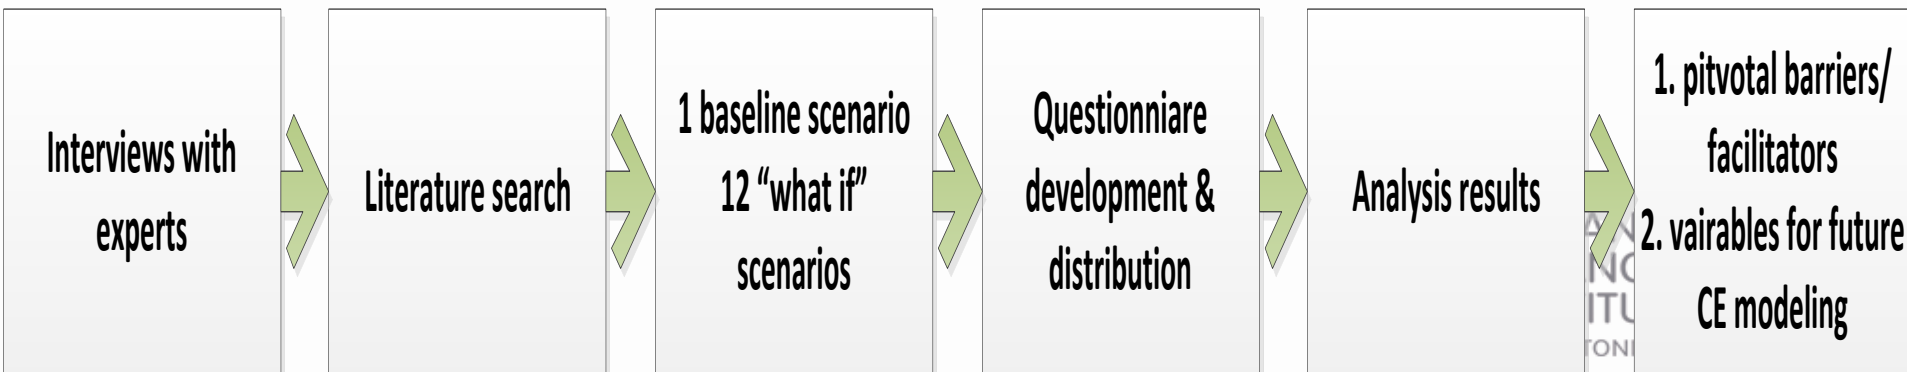 Interviews with
experts
Literature search
1 baseline scenario
12 “what if”
scenarios
Questionniare
development &
distribution
Analysis results
1. pitvotal barriers/
facilitators
2. vairables for future
CE modeling